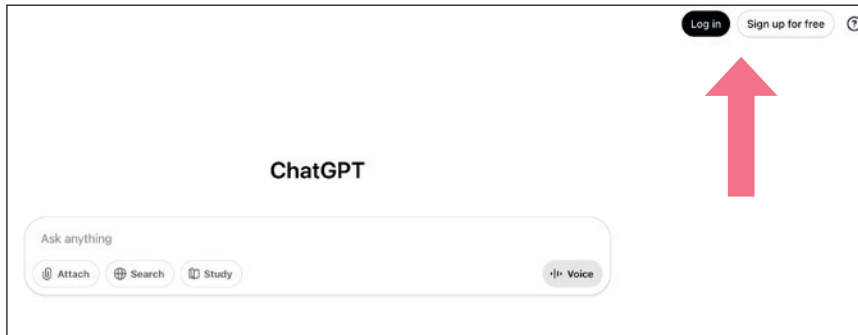 Log in Sign up for free ?
ChatGPT
Ask anything
Attach Search Study Voice